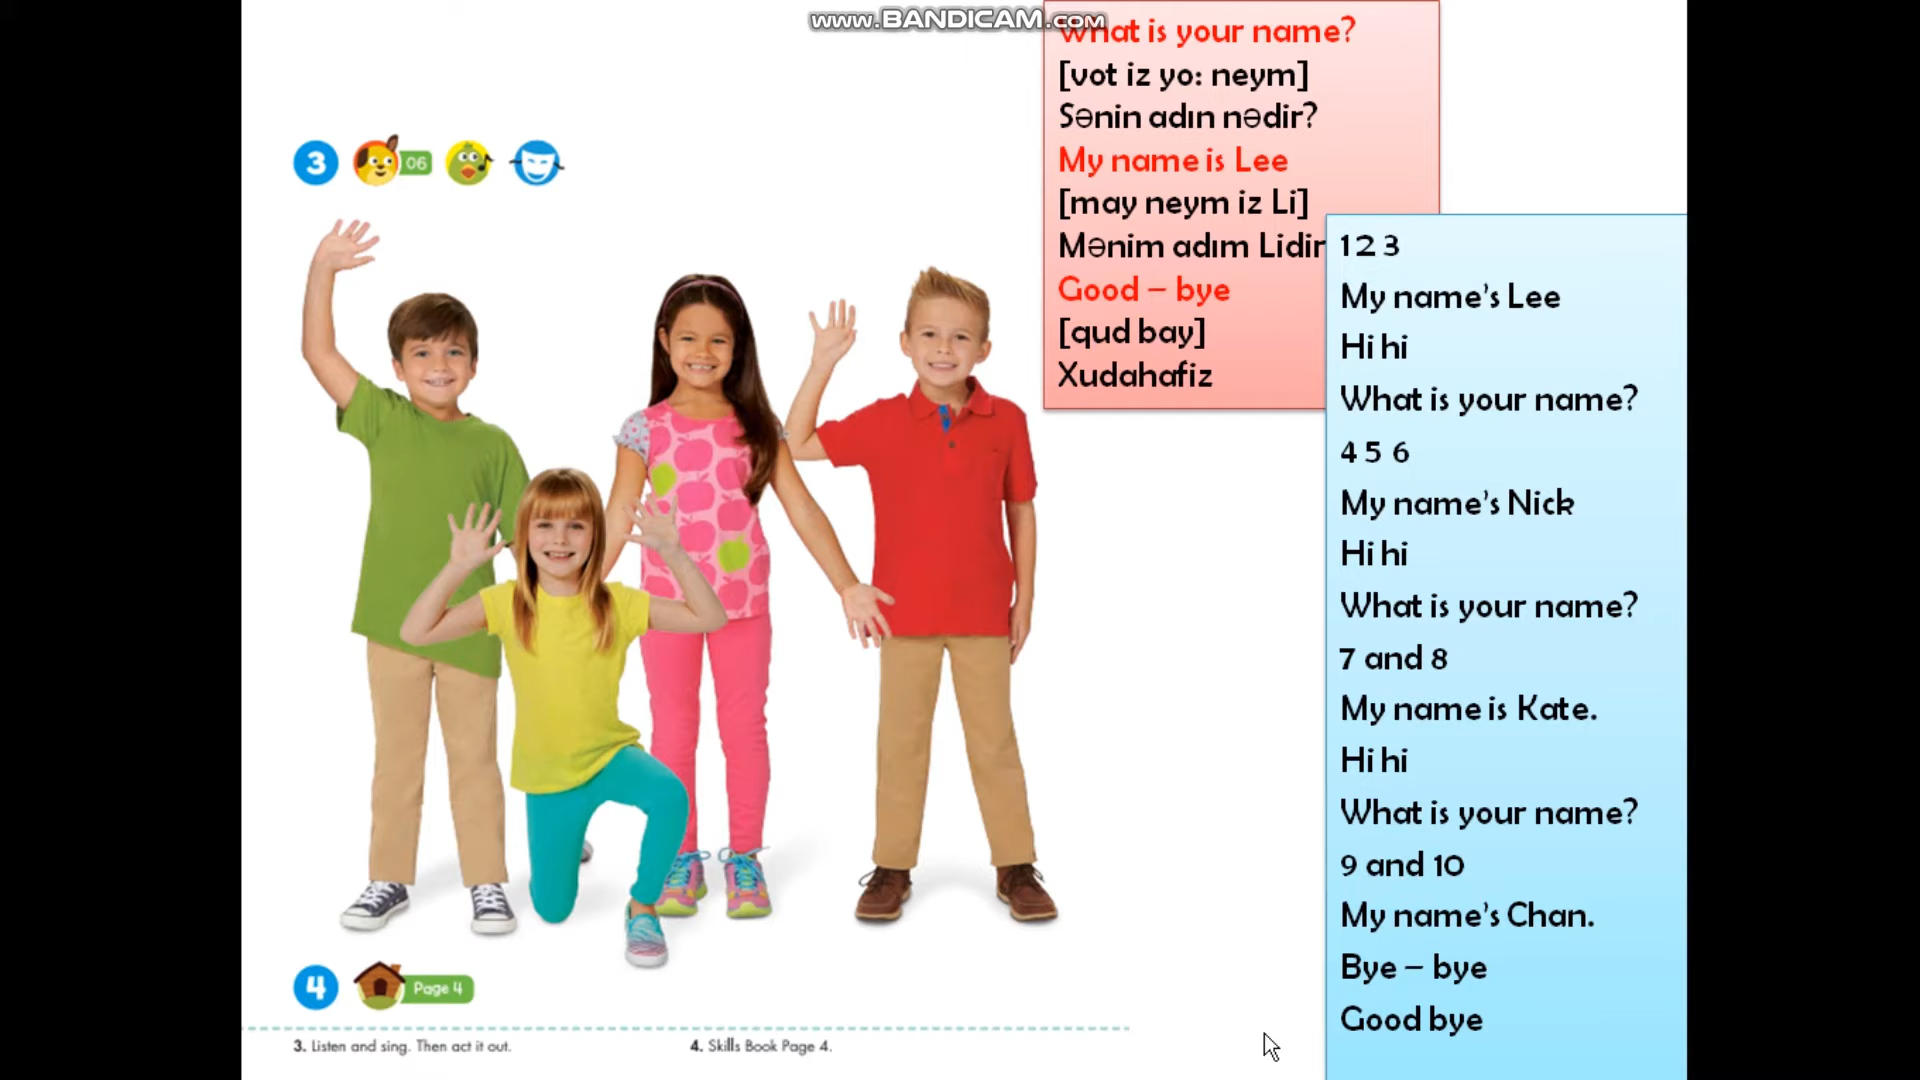 www.BANDICAM.com
What is your name?
[vot iz yo: neym]
Sənin adın nədir?
My name is Lee
[may neym iz Li]
Mənim adım Lidir
Good – bye
[qud bay]
Xudahafiz
3
06
1 2 3
My name's Lee
Hi hi
What is your name?
4 5 6
My name's Nick
Hi hi
What is your name?
7 and 8
My name is Kate.
Hi hi
What is your name?
9 and 10
My name's Chan.
Bye – bye
Good bye
4
Page 4
3. Listen and sing. Then act it out.
4. Skills Book Page 4.